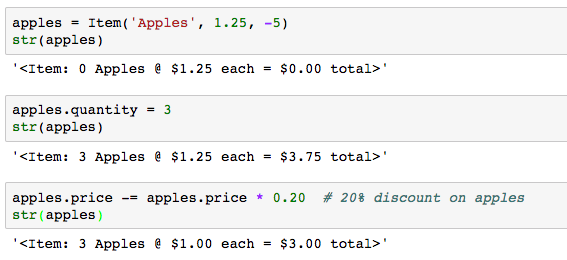 apples = Item('Apples', 1.25, -5)
str(apples)
'<Item: 0 Apples @ $1.25 each = $0.00 total>'
apples.quantity = 3
str(apples)
'<Item: 3 Apples @ $1.25 each = $3.75 total>'
apples.price -= apples.price * 0.20  # 20% discount on apples
str(apples)
'<Item: 3 Apples @ $1.00 each = $3.00 total>'